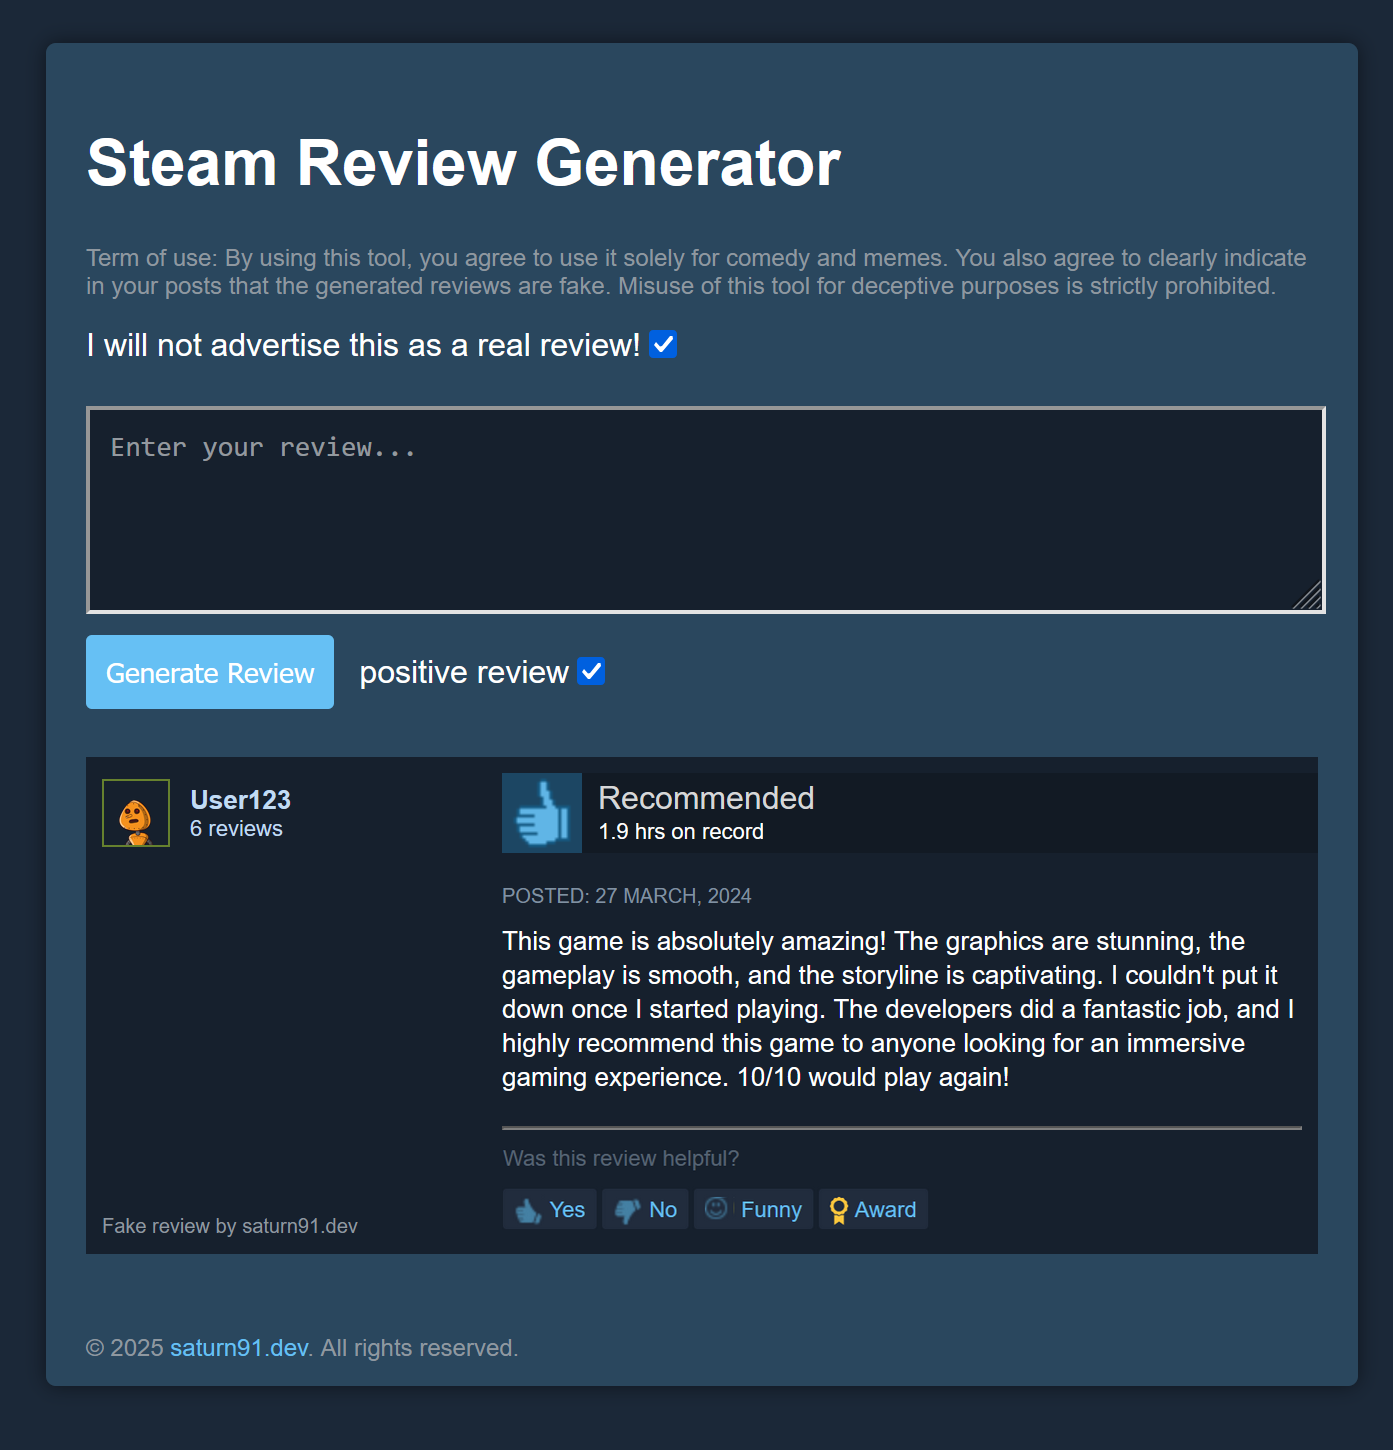 Steam Review Generator
Term of use: By using this tool, you agree to use it solely for comedy and memes. You also agree to clearly indicate
in your posts that the generated reviews are fake. Misuse of this tool for deceptive purposes is strictly prohibited.
I will not advertise this as a real review!
Enter your review...
Generate Review
positive review
User123
6 reviews
Recommended
1.9 hrs on record
POSTED: 27 MARCH, 2024
This game is absolutely amazing! The graphics are stunning, the
gameplay is smooth, and the storyline is captivating. I couldn't put it
down once I started playing. The developers did a fantastic job, and I
highly recommend this game to anyone looking for an immersive
gaming experience. 10/10 would play again!
Was this review helpful?
Yes
No
Funny
Award
Fake review by saturn91.dev
© 2025 saturn91.dev. All rights reserved.